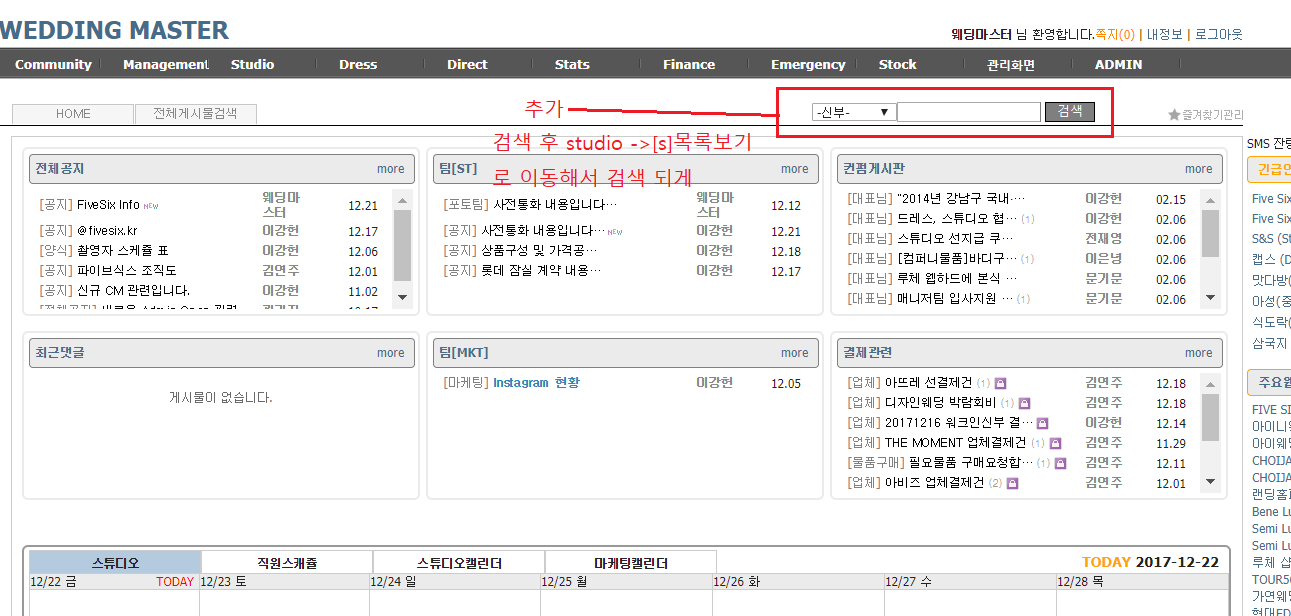 WEDDING MASTER
웨딩마스터 님 환영합니다.쪽지(0) | 내정보 | 로그아웃
Community Management Studio Dress Direct Stats Finance Emergency Stock 관리화면 ADMIN
HOME 전체게시물검색 추가 -신부- ▼ 검색 ★즐겨찾기관리
검색 후 studio ->[s]목록보기
로 이동해서 검색 되게
SMS 잔
전체공지 more
[공지] FiveSix Info NEW 웨딩마스터 12.21
[공지] @fivesix.kr 이강헌 12.17
[양식] 촬영자 스케쥴 표 이강헌 12.06
[공지] 파이브식스 조직도 김연주 12.01
[공지] 신규 CM 관련입니다. 이강헌 11.02
팀[ST] more
[포토팀] 사전통화 내용입니다··· 웨딩마스터 12.12
[공지] 사전통화 내용입니다··· NEW 이강헌 12.21
[공지] 상품구성 및 가격공··· 이강헌 12.18
[공지] 롯데 잠실 계약 내용··· 이강헌 12.17
컨펌게시판 more
[대표님] "2014년 강남구 국내··· 이강헌 02.15
[대표님] 드레스, 스튜디오 협··· (1) 이강헌 02.06
[대표님] 스튜디오 선지급 쿠··· 전재영 02.06
[대표님] [컴퍼니물품]바디구··· (1) 이은녕 02.06
[대표님] 루체 웹하드에 본식 ··· 문기문 02.06
[대표님] 매니저팀 입사지원 ··· (1) 문기문 02.06
긴급
Five Six
Five Six
S&S (St
캡스 (D
맛다방(
아성(중
식도락(
삼국지
최근댓글 more
게시물이 없습니다.
팀[MKT] more
[마케팅] Instagram 현황 이강헌 12.05
결제관련 more
[업체] 아뜨레 선결제건 (1) 김연주 12.18
[업체] 디자인웨딩 박람회비 (1) 김연주 12.18
[업체] 20171216 워크인신부 결··· 이강헌 12.14
[업체] THE MOMENT 업체결제건 (1) 김연주 11.29
[물품구매] 필요물품 구매요청합··· (1) 김연주 12.11
[업체] 아비즈 업체결제건 (2) 김연주 12.01
주요
FIVE SI
아이니
아이웨
CHOIJA
CHOIJA
랜딩홈
Bene Lu
Semi Lu
Semi Lu
루체 샵
TOUR50
가연웨
현대ED
스튜디오 직원스케쥴 스튜디오캘린더 마케팅캘린더 TODAY 2017-12-22
12/22 금 TODAY 12/23 토 12/24 일 12/25 월 12/26 화 12/27 수 12/28 목